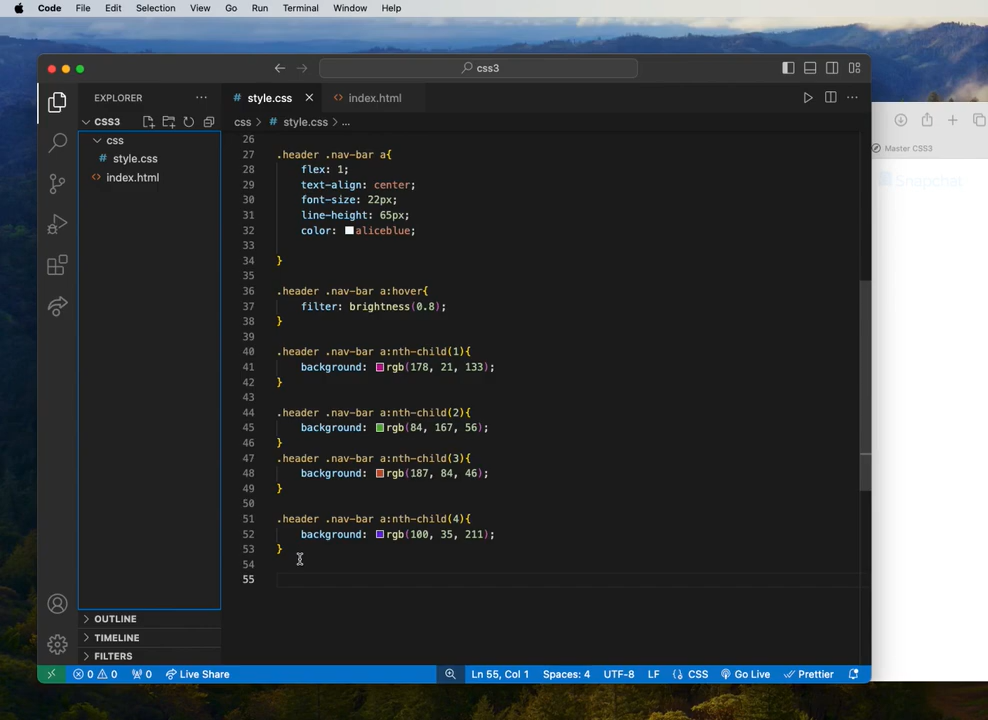 Code File Edit Selection View Go Run Terminal Window Help
css3
EXPLORER
CSS3
css
# style.css
<> index.html
# style.css × <> index.html
css > # style.css > ...
26
27 .header .nav-bar a{
28 flex: 1;
29 text-align: center;
30 font-size: 22px;
31 line-height: 65px;
32 color: aliceblue;
33
34 }
35
36 .header .nav-bar a:hover{
37 filter: brightness(0.8);
38 }
39
40 .header .nav-bar a:nth-child(1){
41 background: rgb(178, 21, 133);
42 }
43
44 .header .nav-bar a:nth-child(2){
45 background: rgb(84, 167, 56);
46 }
47 .header .nav-bar a:nth-child(3){
48 background: rgb(187, 84, 46);
49 }
50
51 .header .nav-bar a:nth-child(4){
52 background: rgb(100, 35, 211);
53 }
54
55
OUTLINE
TIMELINE
FILTERS
0 0 0 Live Share Ln 55, Col 1 Spaces: 4 UTF-8 LF {} CSS Go Live Prettier
Master CSS3
Snapchat